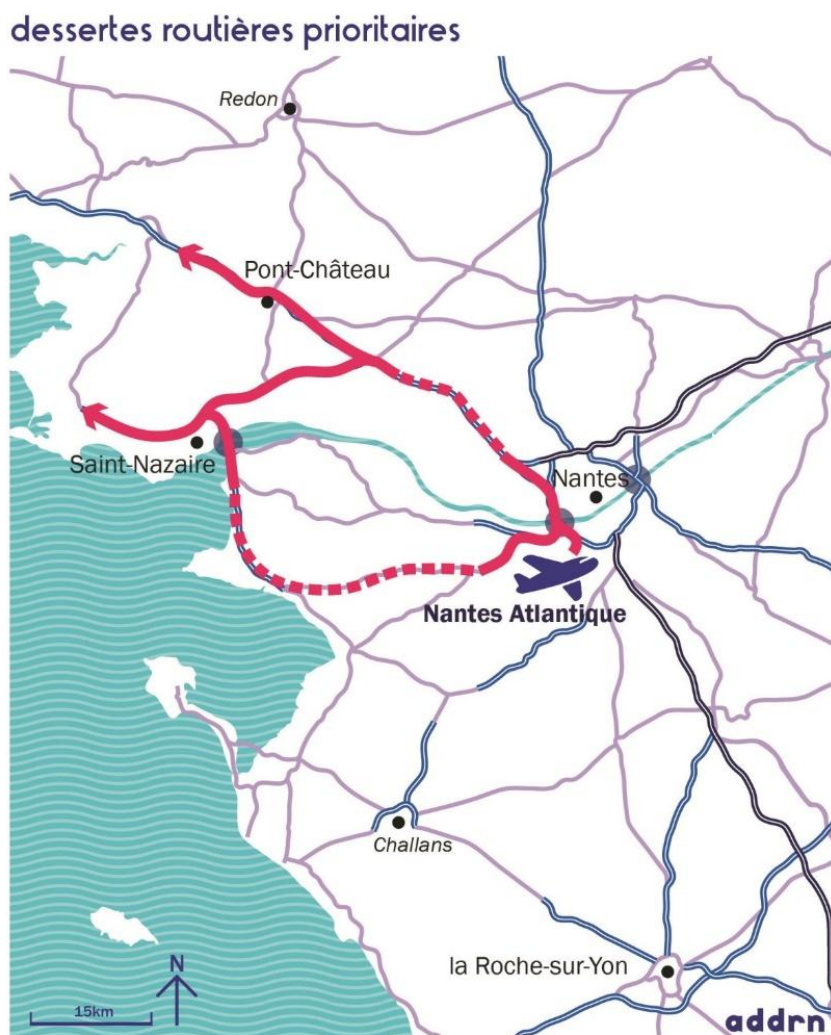 dessertes routières prioritaires
Redon
Pont-Château
Saint-Nazaire
Nantes
Nantes Atlantique
Challans
la Roche-sur-Yon
N
15km
addrn